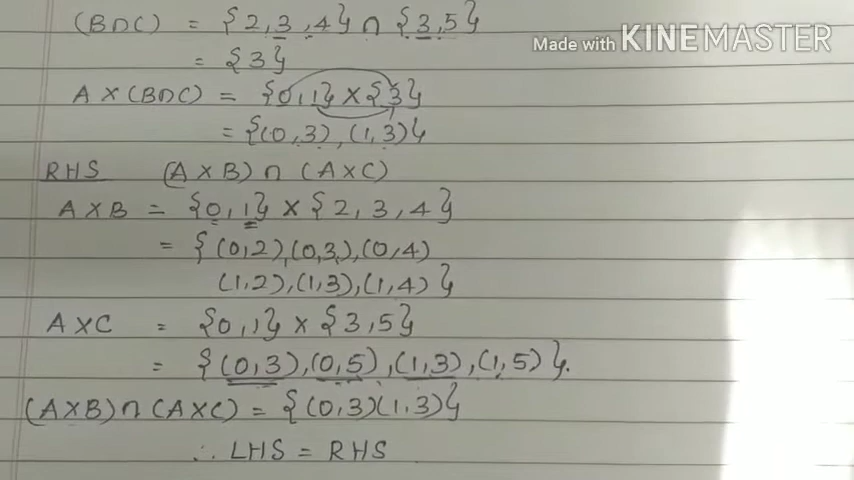 (B∩C) = {2,3,4} ∩ {3,5}
Made with KINEMASTER
= {3}
A×(B∩C) = {0,1}×{3}
= {(0,3),(1,3)}
RHS (A×B)∩(A×C)
A×B = {0,1} × {2,3,4}
= {(0,2),(0,3),(0,4)
(1,2),(1,3),(1,4)}
A×C = {0,1} × {3,5}
= {(0,3),(0,5),(1,3),(1,5)}.
(A×B)∩(A×C) = {(0,3)(1,3)}
∴ LHS = RHS